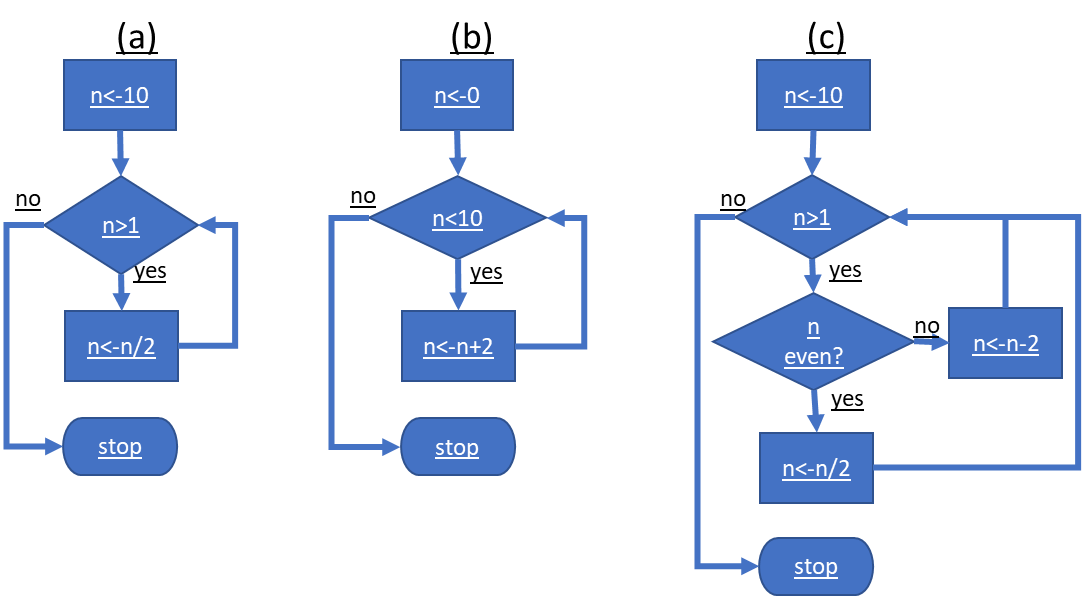 (a)
n<-10
no
n>1
yes
n<-n/2
stop
(b)
n<-0
no
n<10
yes
n<-n+2
stop
(c)
n<-10
no
n>1
yes
n
even?
no
n<-n-2
yes
n<-n/2
stop